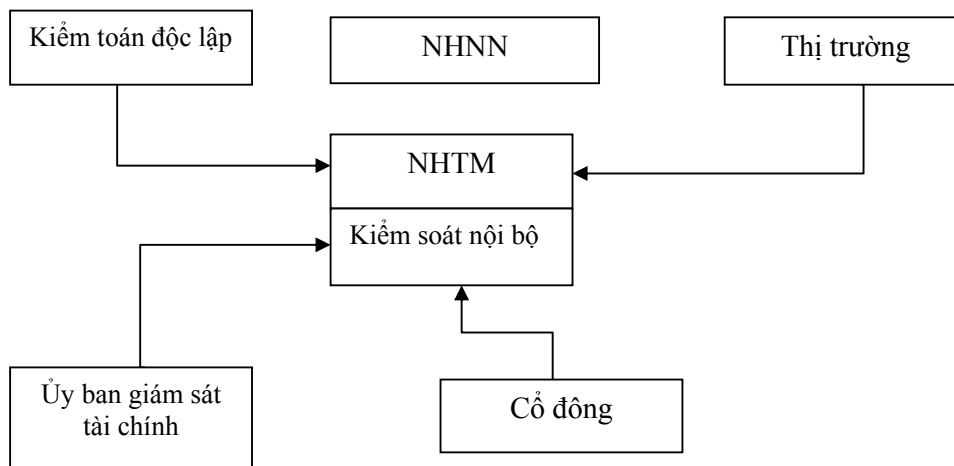 Kiểm toán độc lập
NHNN
Thị trường
NHTM
Kiểm soát nội bộ
Ủy ban giám sát
tài chính
Cổ đông